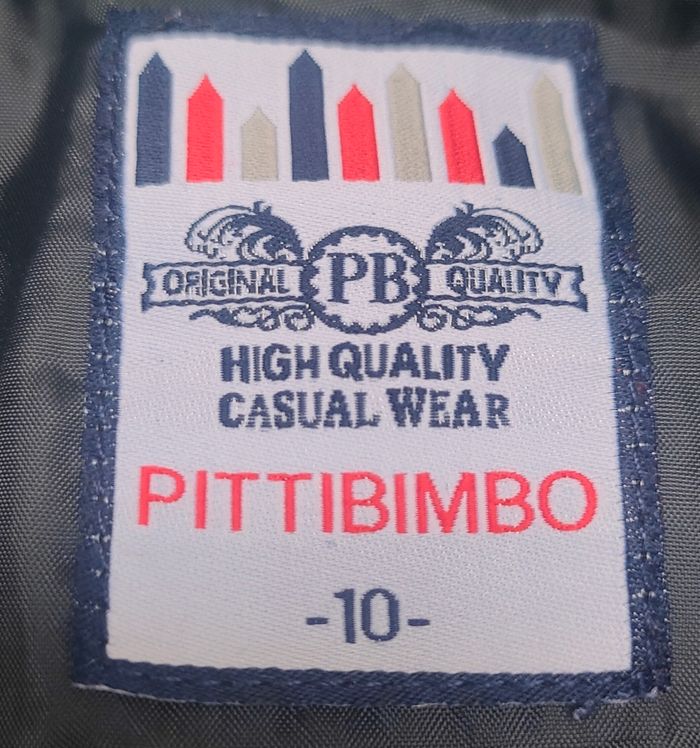 ORIGINAL PB QUALITY
HIGH QUALITY
CASUAL WEAR
PITTIBIMBO
-10-